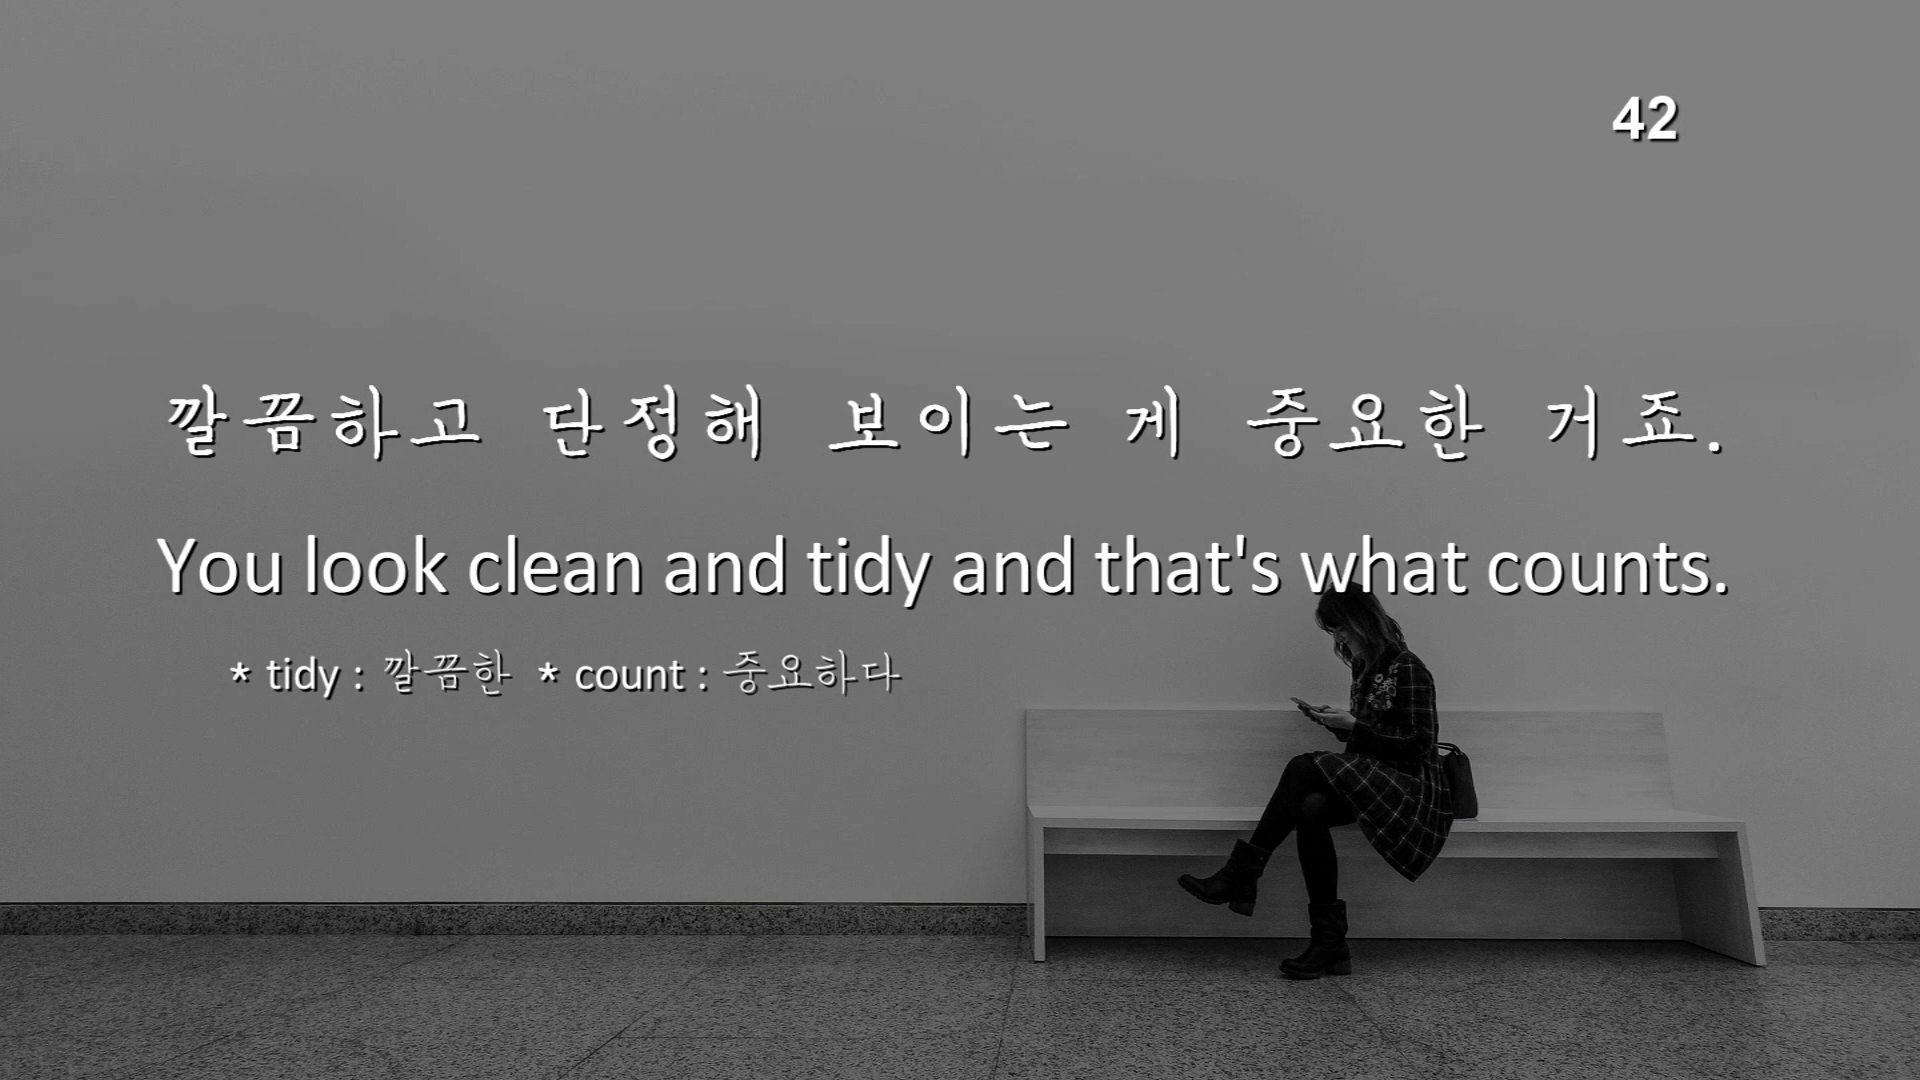 42
깔끔하고 단정해 보이는 게 중요한 거죠.
You look clean and tidy and that's what counts.
* tidy : 깔끔한 * count : 중요하다